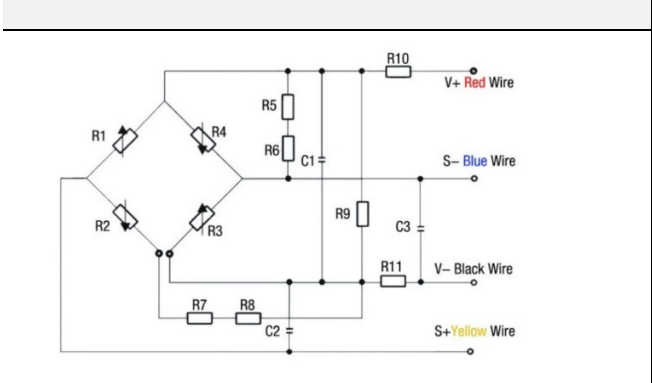 R10
V+ Red Wire
R5
R1
R4
R6
C1
S– Blue Wire
R2
R3
R9
C3
R11
V– Black Wire
R7
R8
C2
S+Yellow Wire